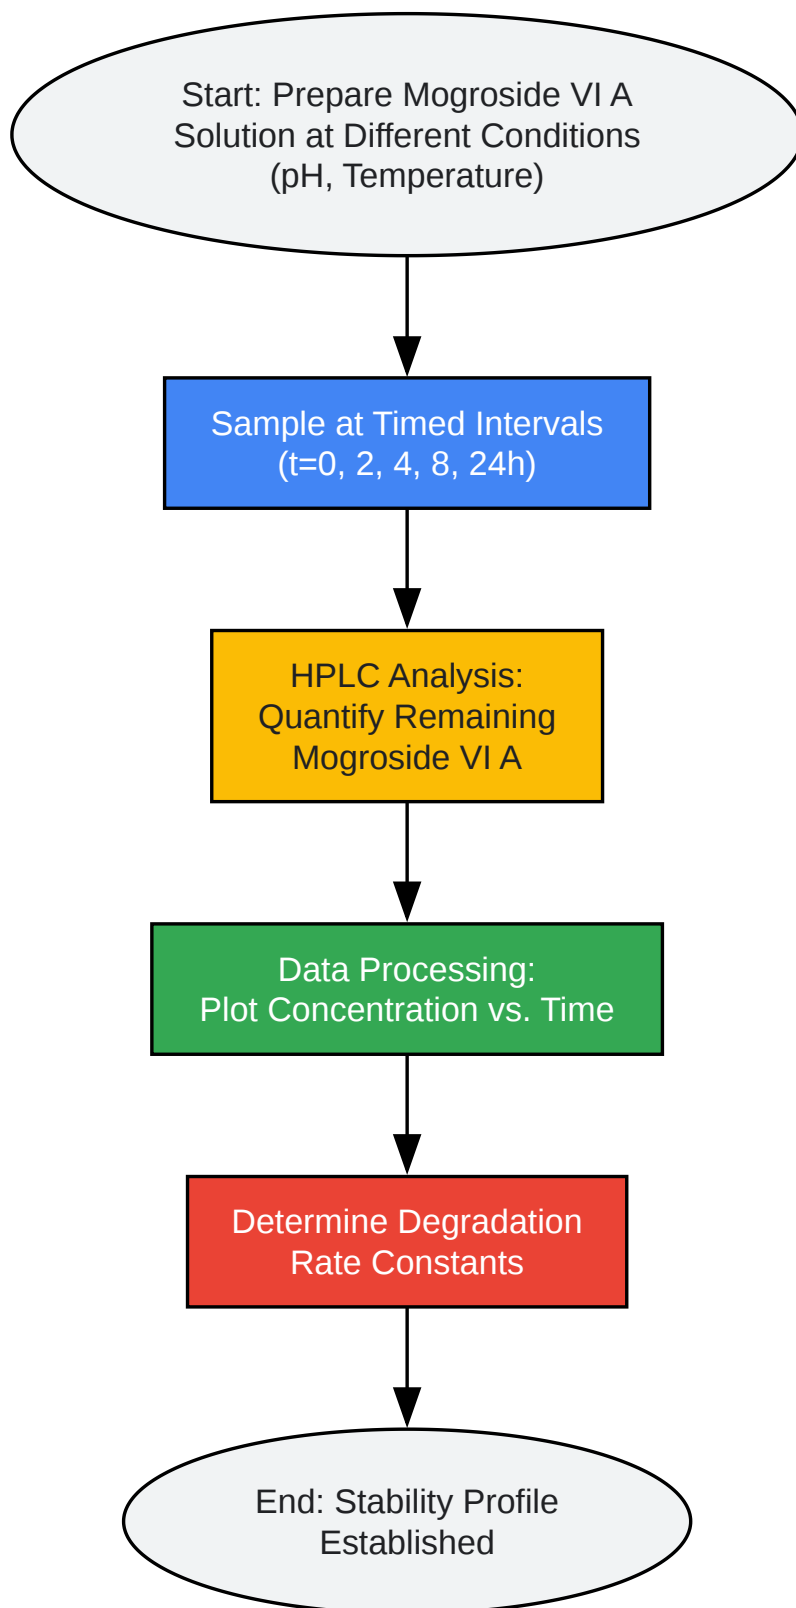 Start: Prepare Mogroside VI A
Solution at Different Conditions
(pH, Temperature)
Sample at Timed Intervals
(t=0, 2, 4, 8, 24h)
HPLC Analysis:
Quantify Remaining
Mogroside VI A
Data Processing:
Plot Concentration vs. Time
Determine Degradation
Rate Constants
End: Stability Profile
Established